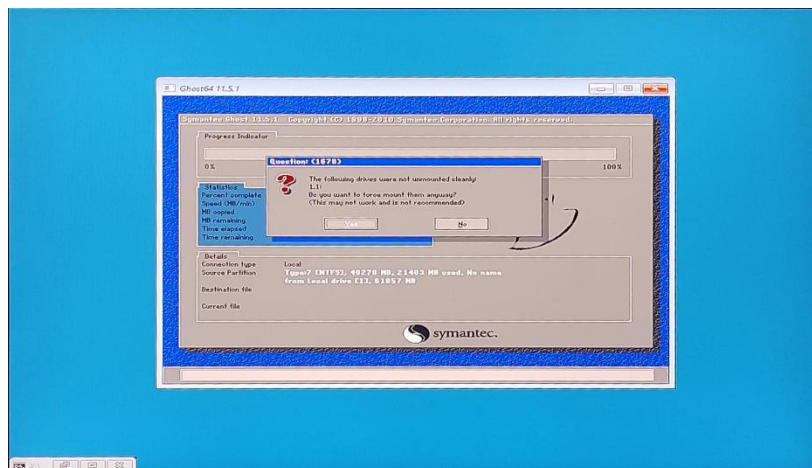 Ghost64 11.5.1
Symantec Ghost 11.5.1 Copyright (C) 1998-2010 Symantec Corporation. All rights reserved.
Progress Indicator
0%
100%
Question: (1678)
The following drives were not unmounted cleanly:
1.1:
Do you want to force mount them anyway?
(This may not work and is not recommended)
Yes
No
Statistics
Percent complete
Speed (MB/min)
MB copied
MB remaining
Time elapsed
Time remaining
Details
Connection type Local
Source Partition Type:7 [NTFS], 40278 MB, 21403 MB used, No name
from Local drive [1], 61057 MB
Destination file
Current file
symantec.